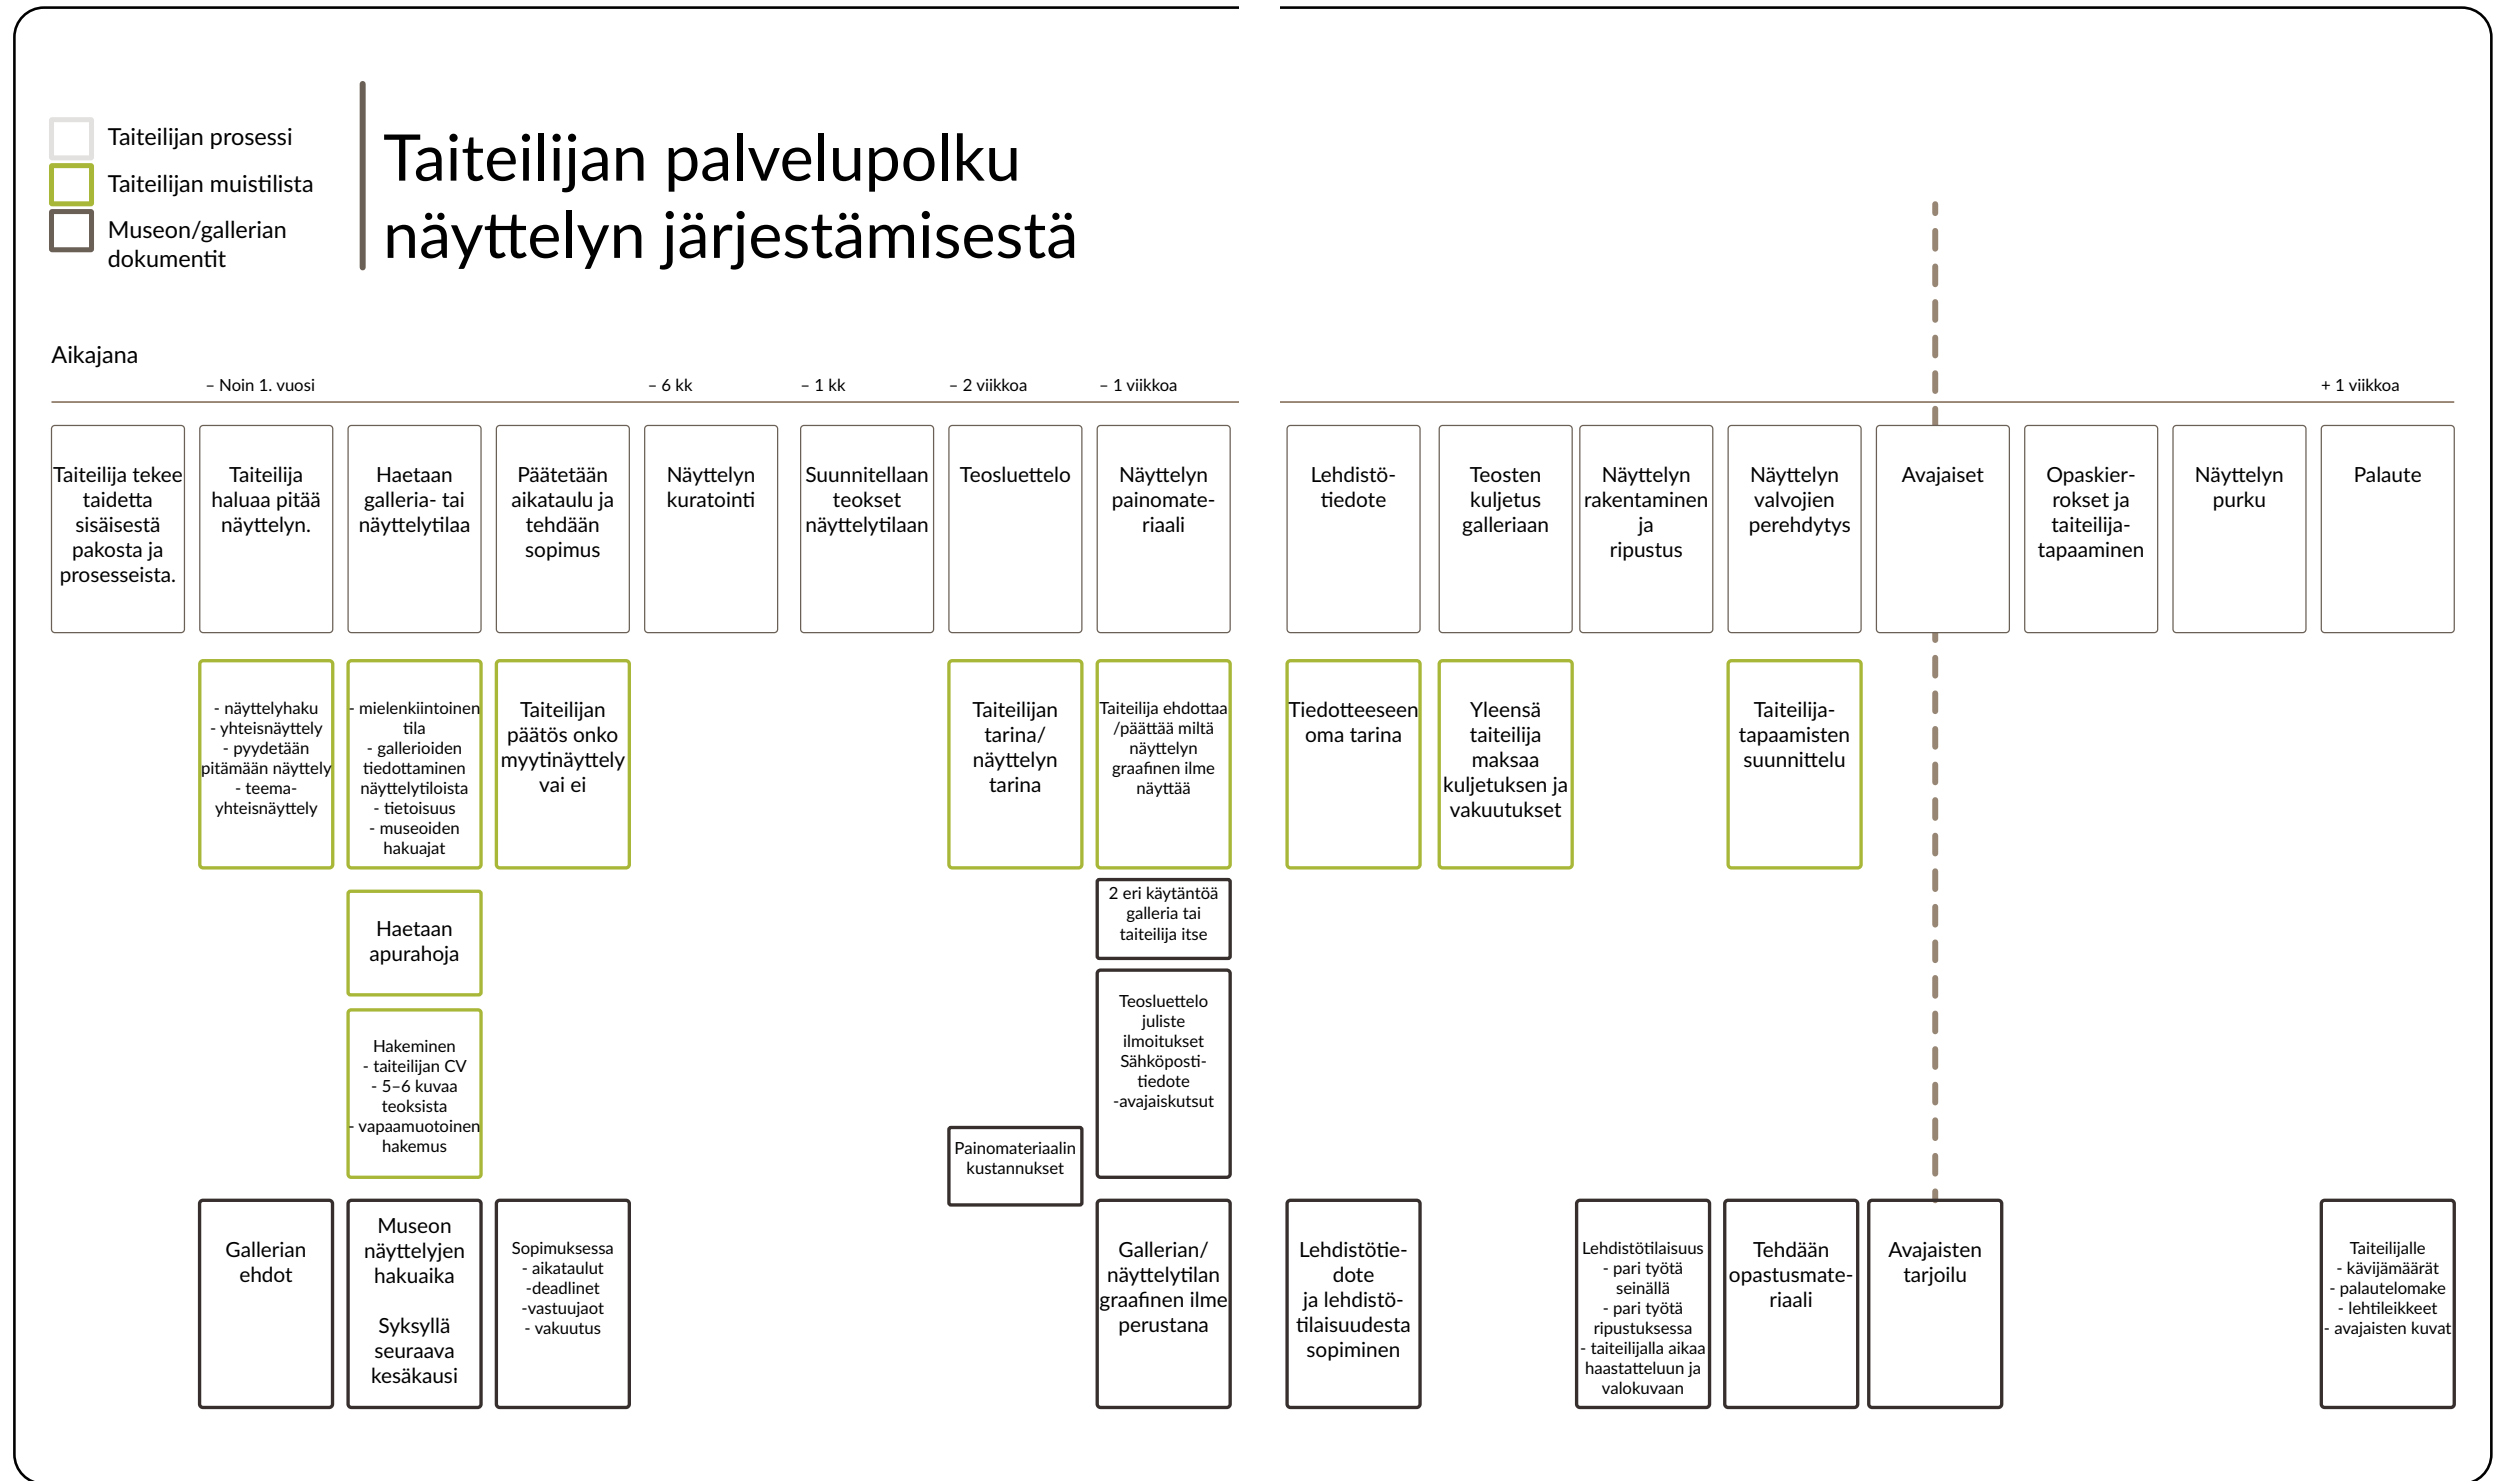 Taiteilijan prosessi
Taiteilijan muistilista
Museon/gallerian
dokumentit
Taiteilijan palvelupolku
näyttelyn järjestämisestä
Aikajana
– Noin 1. vuosi
– 6 kk
– 1 kk
– 2 viikkoa
– 1 viikkoa
+ 1 viikkoa
Taiteilija tekee
taidetta
sisäisestä
pakosta ja
prosesseista.
Taiteilija
haluaa pitää
näyttelyn.
Haetaan
galleria- tai
näyttelytilaa
Päätetään
aikataulu ja
tehdään
sopimus
Näyttelyn
kuratointi
Suunnitellaan
teokset
näyttelytilaan
Teosluettelo
Näyttelyn
painomate-
riaali
Lehdistö-
tiedote
Teosten
kuljetus
galleriaan
Näyttelyn
rakentaminen
ja
ripustus
Näyttelyn
valvojien
perehdytys
Avajaiset
Opaskier-
rokset ja
taiteilija-
tapaaminen
Näyttelyn
purku
Palaute
- näyttelyhaku
- yhteisnäyttely
- pyydetään
pitämään näyttely
- teema-
yhteisnäyttely
- mielenkiintoinen
tila
- gallerioiden
tiedottaminen
näyttelytiloista
- tietoisuus
- museoiden
hakuajat
Taiteilijan
päätös onko
myytinäyttely
vai ei
Taiteilijan
tarina/
näyttelyn
tarina
Taiteilija ehdottaa
/päättää miltä
näyttelyn
graafinen ilme
näyttää
Tiedotteeseen
oma tarina
Yleensä
taiteilija
maksaa
kuljetuksen ja
vakuutukset
Taiteilija-
tapaamisten
suunnittelu
Haetaan
apurahoja
2 eri käytäntöä
galleria tai
taiteilija itse
Hakeminen
- taiteilijan CV
- 5–6 kuvaa
teoksista
- vapaamuotoinen
hakemus
Teosluettelo
juliste
ilmoitukset
Sähköposti-
tiedote
-avajaiskutsut
Painomateriaalin
kustannukset
Gallerian
ehdot
Museon
näyttelyjen
hakuaika
Syksyllä
seuraava
kesäkausi
Sopimuksessa
- aikataulut
-deadlinet
-vastuujaot
- vakuutus
Gallerian/
näyttelytilan
graafinen ilme
perustana
Lehdistötie-
dote
ja lehdistö-
tilaisuudesta
sopiminen
Lehdistötilaisuus
- pari työtä
seinällä
- pari työtä
ripustuksessa
- taiteilijalla aikaa
haastatteluun ja
valokuvaan
Tehdään
opastusmate-
riaali
Avajaisten
tarjoilu
Taiteilijalle
- kävijämäärät
- palautelomake
- lehtileikkeet
- avajaisten kuvat